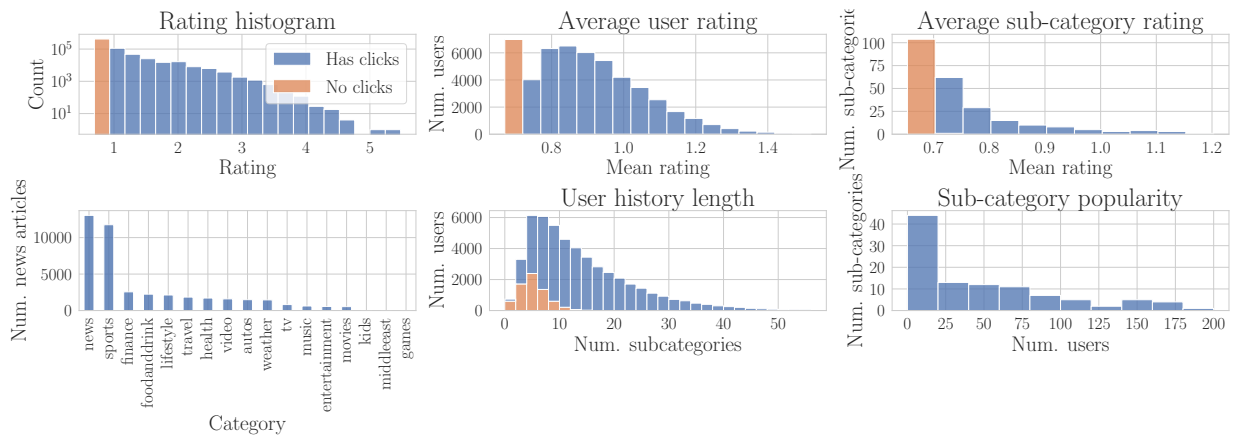 Rating histogram
Count
10^5
10^3
10^1
Has clicks
No clicks
1 2 3 4 5
Rating
Average user rating
Num. users
6000
4000
2000
0
0.8 1.0 1.2 1.4
Mean rating
Average sub-category rating
Num. sub-categorie
100
75
50
25
0
0.7 0.8 0.9 1.0 1.1 1.2
Mean rating
Num. news articles
10000
5000
0
news
sports
finance
foodanddrink
lifestyle
travel
health
video
autos
weather
tv
music
entertainment
movies
kids
middlecast
games
Category
User history length
Num. users
6000
4000
2000
0
0 10 20 30 40 50
Num. subcategories
Sub-category popularity
Num. sub-categories
40
30
20
10
0
0 25 50 75 100 125 150 175 200
Num. users